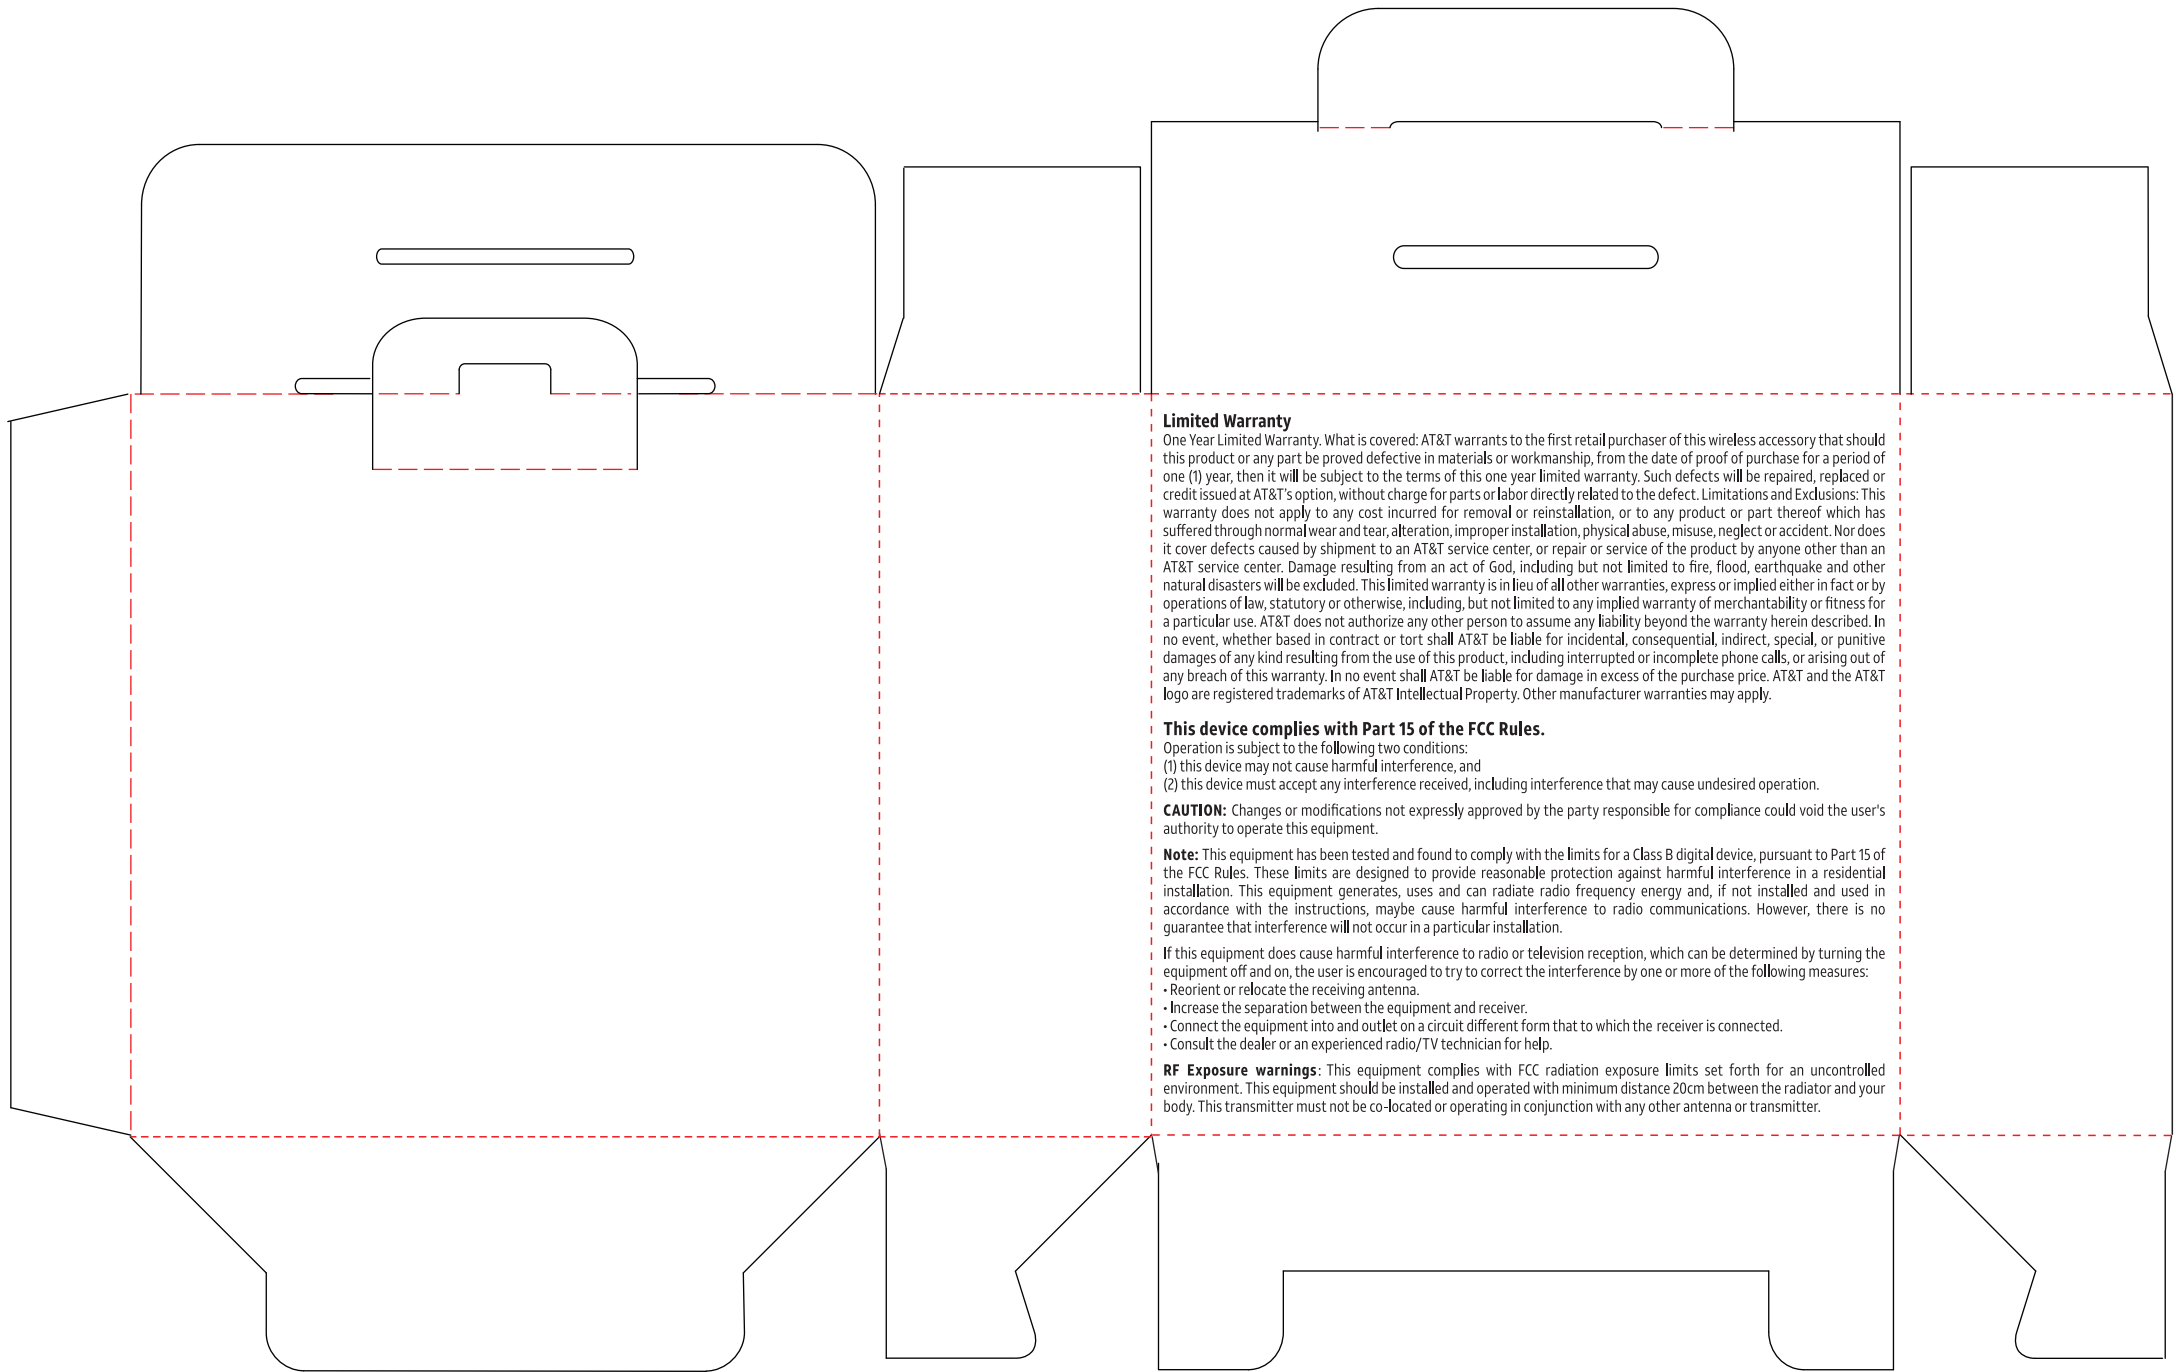 Limited Warranty
One Year Limited Warranty. What is covered: AT&T warrants to the first retail purchaser of this wireless accessory that should
this product or any part be proved defective in materials or workmanship, from the date of proof of purchase for a period of
one (1) year, then it will be subject to the terms of this one year limited warranty. Such defects will be repaired, replaced or
credit issued at AT&T's option, without charge for parts or labor directly related to the defect. Limitations and Exclusions: This
warranty does not apply to any cost incurred for removal or reinstallation, or to any product or part thereof which has
suffered through normal wear and tear, alteration, improper installation, physical abuse, misuse, neglect or accident. Nor does
it cover defects caused by shipment to an AT&T service center, or repair or service of the product by anyone other than an
AT&T service center. Damage resulting from an act of God, including but not limited to fire, flood, earthquake and other
natural disasters will be excluded. This limited warranty is in lieu of all other warranties, express or implied either in fact or by
operations of law, statutory or otherwise, including, but not limited to any implied warranty of merchantability or fitness for
a particular use. AT&T does not authorize any other person to assume any liability beyond the warranty herein described. In
no event, whether based in contract or tort shall AT&T be liable for incidental, consequential, indirect, special, or punitive
damages of any kind resulting from the use of this product, including interrupted or incomplete phone calls, or arising out of
any breach of this warranty. In no event shall AT&T be liable for damage in excess of the purchase price. AT&T and the AT&T
logo are registered trademarks of AT&T Intellectual Property. Other manufacturer warranties may apply.
This device complies with Part 15 of the FCC Rules.
Operation is subject to the following two conditions:
(1) this device may not cause harmful interference, and
(2) this device must accept any interference received, including interference that may cause undesired operation.
CAUTION: Changes or modifications not expressly approved by the party responsible for compliance could void the user's
authority to operate this equipment.
Note: This equipment has been tested and found to comply with the limits for a Class B digital device, pursuant to Part 15 of
the FCC Rules. These limits are designed to provide reasonable protection against harmful interference in a residential
installation. This equipment generates, uses and can radiate radio frequency energy and, if not installed and used in
accordance with the instructions, maybe cause harmful interference to radio communications. However, there is no
guarantee that interference will not occur in a particular installation.
If this equipment does cause harmful interference to radio or television reception, which can be determined by turning the
equipment off and on, the user is encouraged to try to correct the interference by one or more of the following measures:
• Reorient or relocate the receiving antenna.
• Increase the separation between the equipment and receiver.
• Connect the equipment into and outlet on a circuit different form that to which the receiver is connected.
• Consult the dealer or an experienced radio/TV technician for help.
RF Exposure warnings: This equipment complies with FCC radiation exposure limits set forth for an uncontrolled
environment. This equipment should be installed and operated with minimum distance 20cm between the radiator and your
body. This transmitter must not be co-located or operating in conjunction with any other antenna or transmitter.